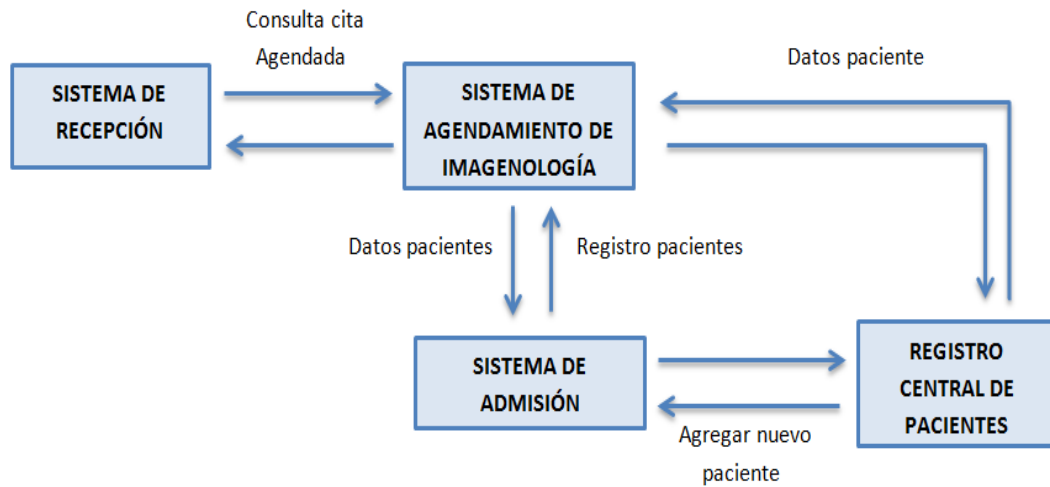 Consulta cita
Agendada
Datos paciente
SISTEMA DE
RECEPCIÓN
SISTEMA DE
AGENDAMIENTO DE
IMAGENOLOGÍA
Datos pacientes
Registro pacientes
SISTEMA DE
ADMISIÓN
REGISTRO
CENTRAL DE
PACIENTES
Agregar nuevo
paciente